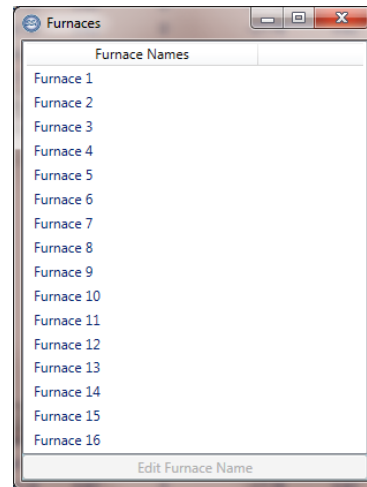 Furnaces
Furnace Names
Furnace 1
Furnace 2
Furnace 3
Furnace 4
Furnace 5
Furnace 6
Furnace 7
Furnace 8
Furnace 9
Furnace 10
Furnace 11
Furnace 12
Furnace 13
Furnace 14
Furnace 15
Furnace 16
Edit Furnace Name